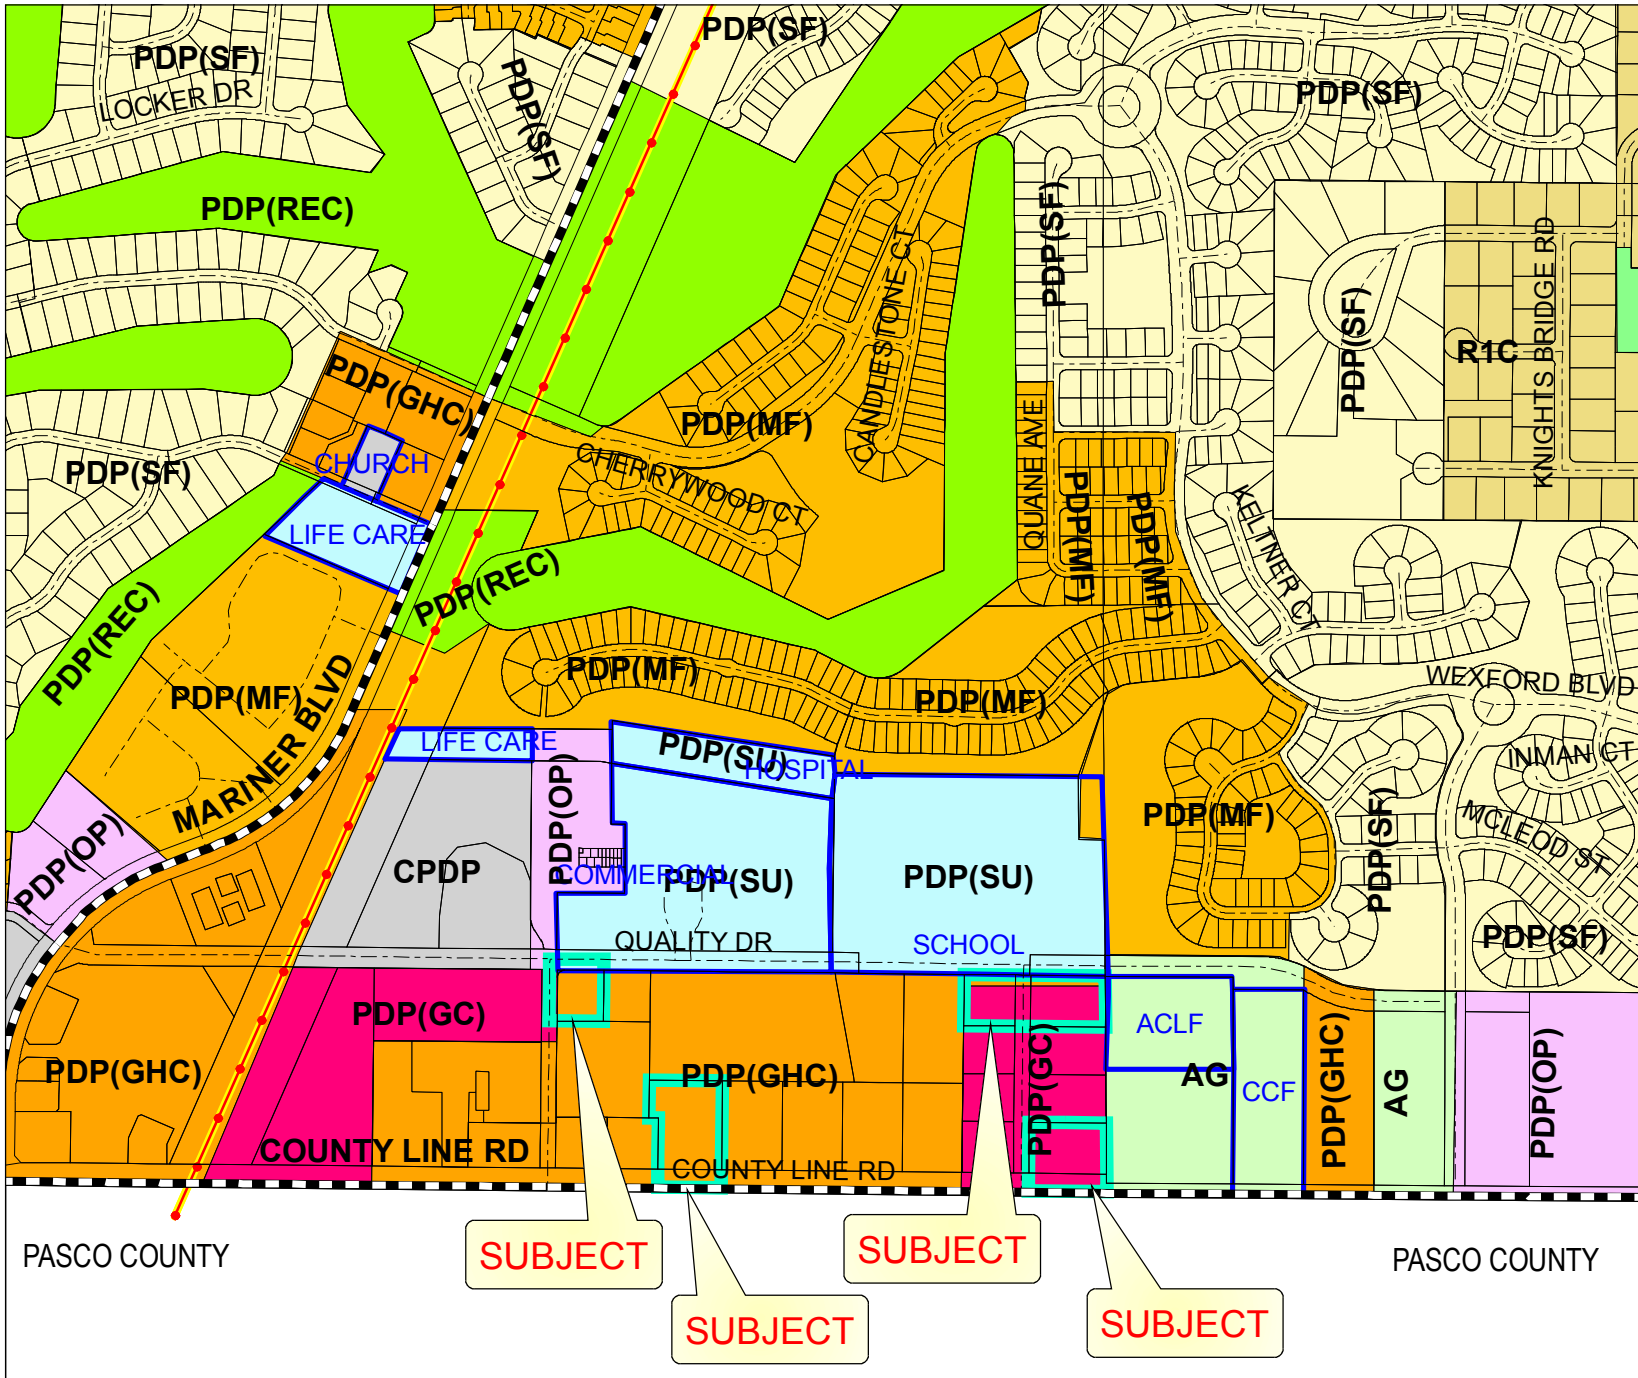 PDP(SF)
PDP(SF)
LOCKER DR
PDP(SF)
PDP(SF)
PDP(REC)
PDP(SF)
CANDLESTONE CT
PDP(SF)
R1C
KNIGHTS BRIDGE RD
PDP(GHC)
CHURCH
PDP(MF)
CHERRYWOOD CT
QUANE AVE
PDP(SF)
LIFE CARE
PDP(MF)
PDP(MF)
KELTNER CT
PDP(REC)
PDP(REC)
PDP(MF)
MARINER BLVD
PDP(MF)
PDP(MF)
WEXFORD BLVD
LIFE CARE
PDP(SU)
HOSPITAL
INMAN CT
PDP(OP)
PDP(OP)
CPDP
COMMERCIAL
PDP(SU)
PDP(SU)
PDP(MF)
PDP(SF)
MCLEOD ST
QUALITY DR
SCHOOL
PDP(SF)
PDP(GC)
ACLF
PDP(GHC)
PDP(GHC)
PDP(GC)
AG
CCF
PDP(GHC)
AG
PDP(OP)
COUNTY LINE RD
COUNTY LINE RD
PASCO COUNTY
SUBJECT
SUBJECT
PASCO COUNTY
SUBJECT
SUBJECT